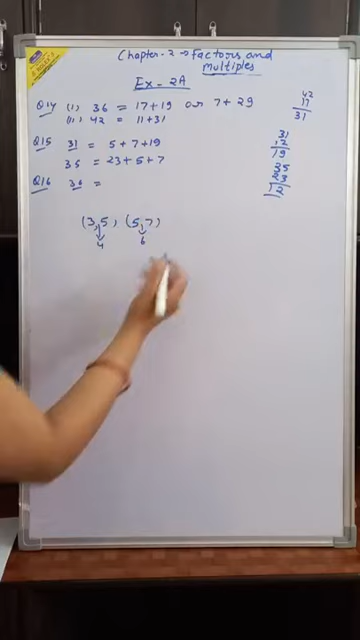 Chapter-2 → Factors and
Multiples
Ex-2A
Q14 (i) 36 = 17+19 or 7+29
(ii) 42 = 11+31
Q15 31 = 5+7+19
35 = 23+5+7
Q16 36 =
(3,5) (5,7)
4 6
42
31
31
12
19
35
23
12